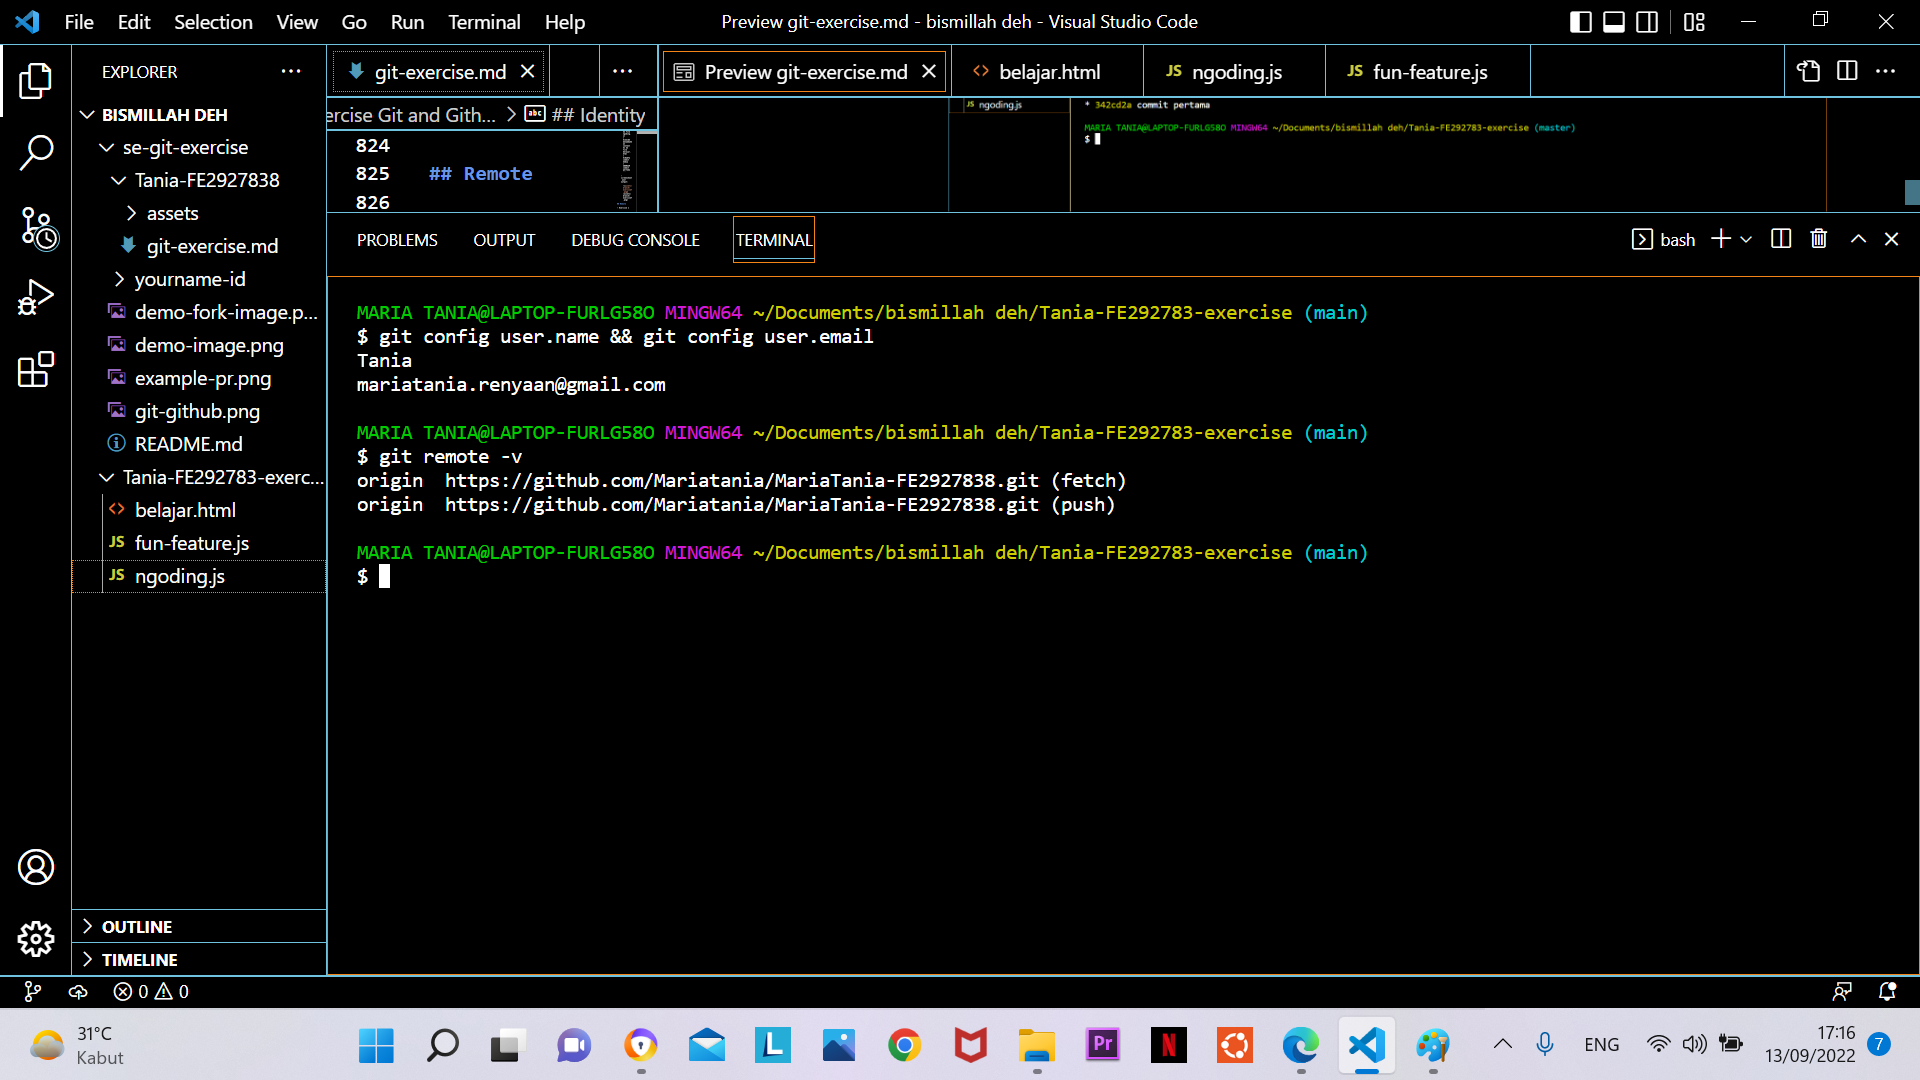 File Edit Selection View Go Run Terminal Help
Preview git-exercise.md - bismillah deh - Visual Studio Code
EXPLORER
BISMILLAH DEH
se-git-exercise
Tania-FE2927838
assets
git-exercise.md
yourname-id
demo-fork-image.p...
demo-image.png
example-pr.png
git-github.png
README.md
Tania-FE292783-exerc...
belajar.html
fun-feature.js
ngoding.js
OUTLINE
TIMELINE
git-exercise.md
Preview git-exercise.md
belajar.html
ngoding.js
fun-feature.js
ercise Git and Gith... > ## Identity
824
825 ## Remote
826
ngoding.js
* 342cd2a commit pertama
MARIA TANIA@LAPTOP-FURLG58O MINGW64 ~/Documents/bismillah deh/Tania-FE292783-exercise (master)
$
PROBLEMS OUTPUT DEBUG CONSOLE TERMINAL
bash
MARIA TANIA@LAPTOP-FURLG58O MINGW64 ~/Documents/bismillah deh/Tania-FE292783-exercise (main)
$ git config user.name && git config user.email
Tania
mariatania.renyaan@gmail.com
MARIA TANIA@LAPTOP-FURLG58O MINGW64 ~/Documents/bismillah deh/Tania-FE292783-exercise (main)
$ git remote -v
origin https://github.com/Mariatania/MariaTania-FE2927838.git (fetch)
origin https://github.com/Mariatania/MariaTania-FE2927838.git (push)
MARIA TANIA@LAPTOP-FURLG58O MINGW64 ~/Documents/bismillah deh/Tania-FE292783-exercise (main)
$
0 0
31°C
Kabut
L
Pr
N
ENG
17:16
13/09/2022
7